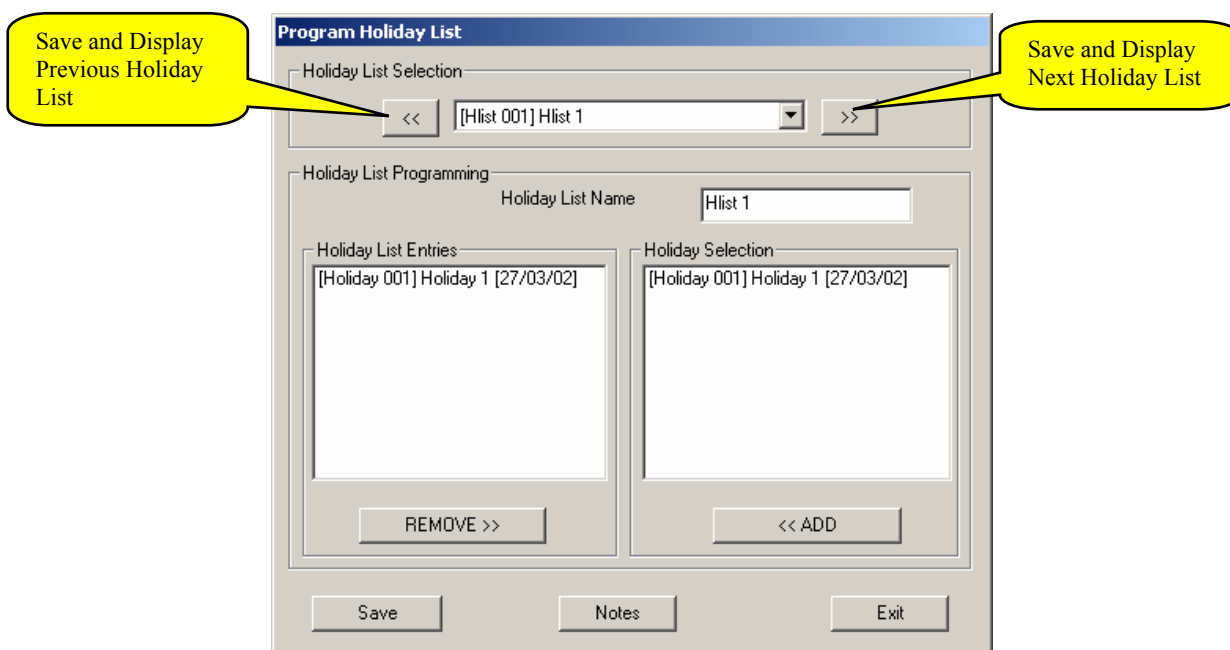 Save and Display
Previous Holiday
List
Program Holiday List
Save and Display
Next Holiday List
Holiday List Selection
<<
[Hlist 001] Hlist 1
>>
Holiday List Programming
Holiday List Name
Hlist 1
Holiday List Entries
[Holiday 001] Holiday 1 [27/03/02]
REMOVE >>
Holiday Selection
[Holiday 001] Holiday 1 [27/03/02]
<< ADD
Save
Notes
Exit